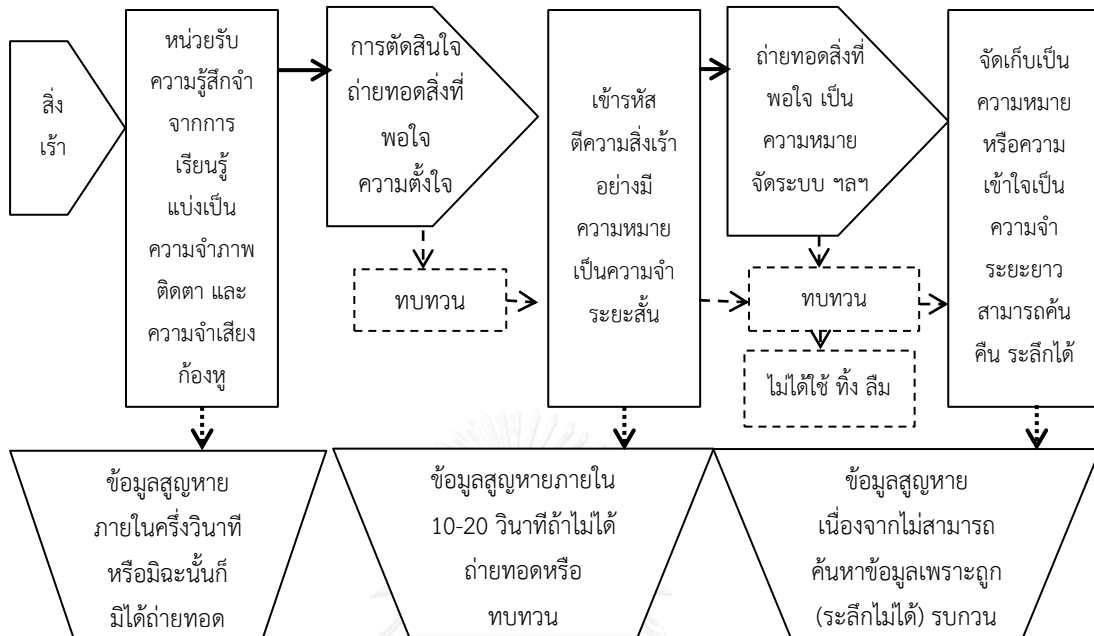 สิ่ง
เร้า
หน่วยรับ
ความรู้สึกจำ
จากการ
เรียนรู้
แบ่งเป็น
ความจำภาพ
ติดตา และ
ความจำเสียง
ก้องหู
การตัดสินใจ
ถ่ายทอดสิ่งที่
พอใจ
ความตั้งใจ
ทบทวน
เข้ารหัส
ตีความสิ่งเร้า
อย่างมี
ความหมาย
เป็นความจำ
ระยะสั้น
ถ่ายทอดสิ่งที่
พอใจ เป็น
ความหมาย
จัดระบบ ฯลฯ
ทบทวน
ไม่ได้ใช้ ทิ้ง ลืม
จัดเก็บเป็น
ความหมาย
หรือความ
เข้าใจเป็น
ความจำ
ระยะยาว
สามารถค้น
คืน ระลึกได้
ข้อมูลสูญหาย
ภายในครึ่งวินาที
หรือมิฉะนั้นก็
มิได้ถ่ายทอด
ข้อมูลสูญหายภายใน
10-20 วินาทีถ้าไม่ได้
ถ่ายทอดหรือ
ทบทวน
ข้อมูลสูญหาย
เนื่องจากไม่สามารถ
ค้นหาข้อมูลเพราะถูก
(ระลึกไม่ได้) รบกวน